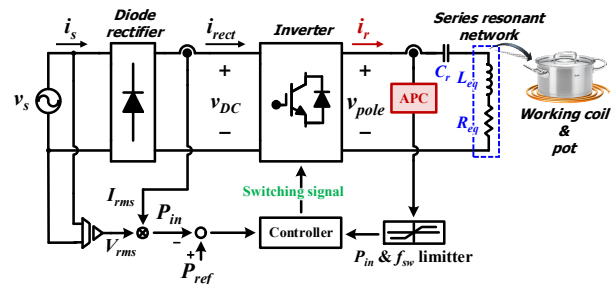 Diode
rectifier
Inverter
Series resonant
network
i_s
i_rect
i_r
C_r
L_eq
R_eq
v_s
+
v_DC
−
+
v_pole
−
APC
Working coil
&
pot
I_rms
Switching signal
P_in
V_rms
−
+
P_ref
Controller
P_in & f_sw limitter